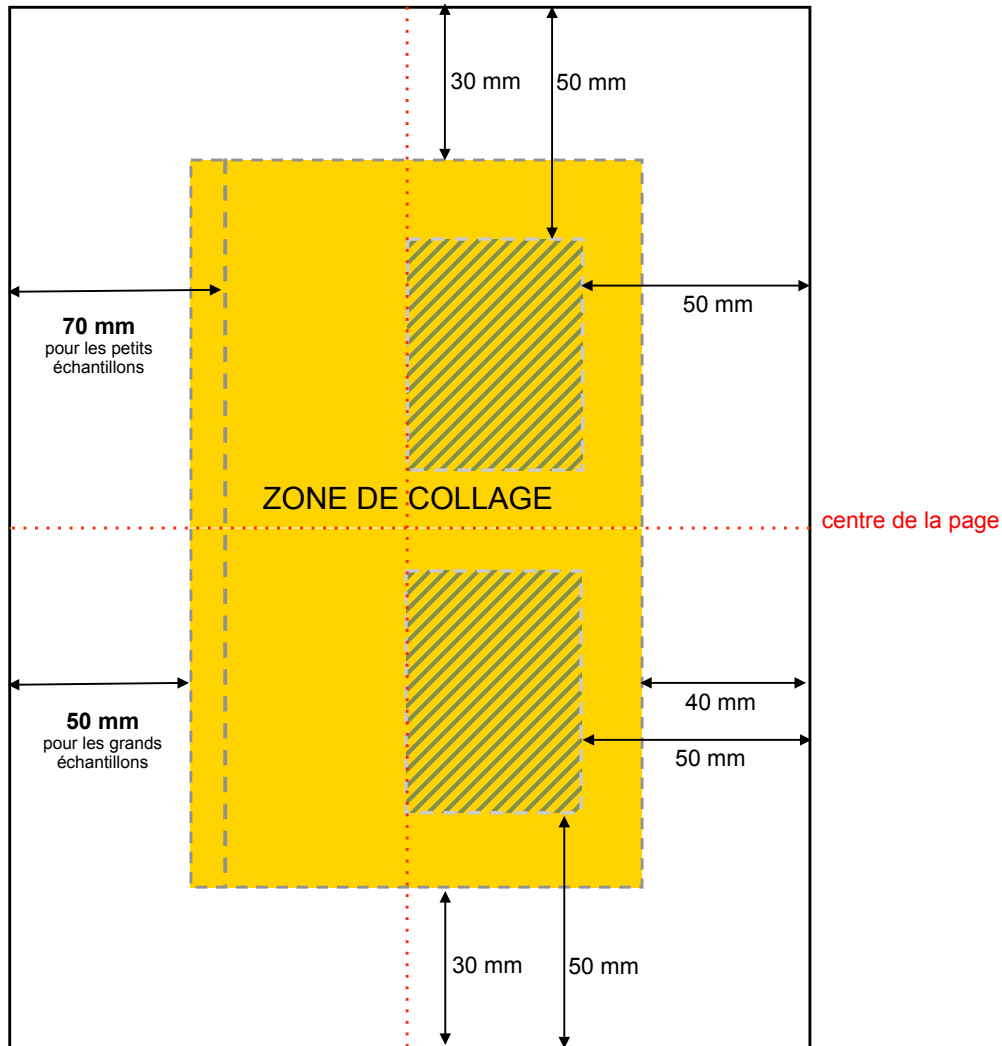 30 mm
50 mm
50 mm
70 mm
pour les petits
échantillons
ZONE DE COLLAGE
centre de la page
50 mm
pour les grands
échantillons
40 mm
50 mm
30 mm
50 mm